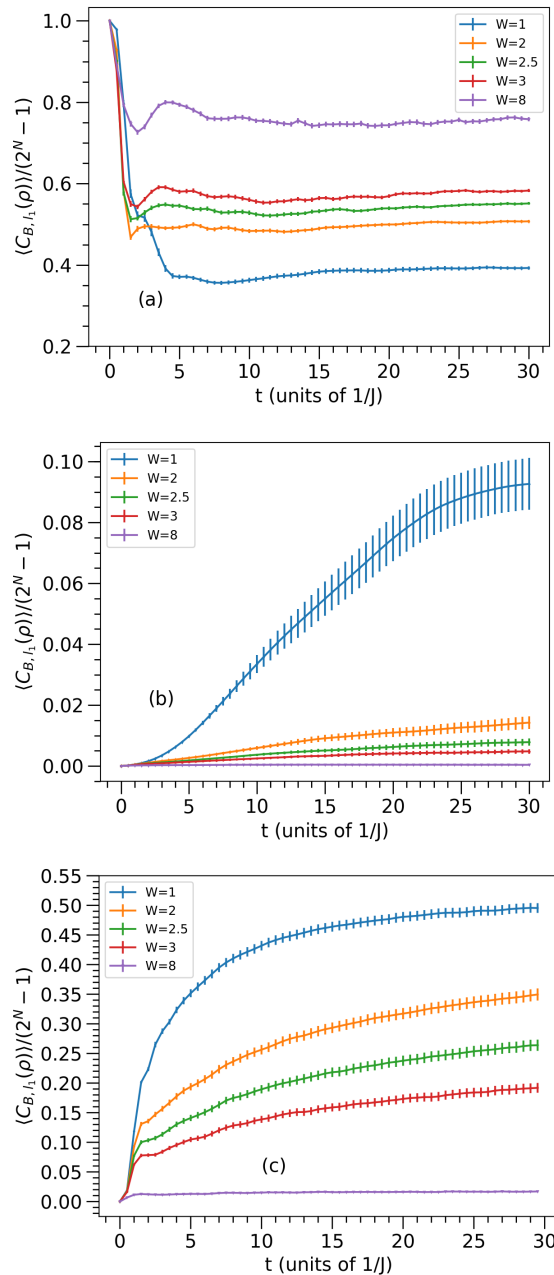 1.0
0.8
0.6
0.4
0.2
⟨C_{B, l_1}(ρ)⟩/(2^N − 1)
W=1
W=2
W=2.5
W=3
W=8
(a)
0 5 10 15 20 25 30
t (units of 1/J)
0.10
0.08
0.06
0.04
0.02
0.00
⟨C_{B, l_1}(ρ)⟩/(2^N − 1)
W=1
W=2
W=2.5
W=3
W=8
(b)
0 5 10 15 20 25 30
t (units of 1/J)
0.55
0.50
0.45
0.40
0.35
0.30
0.25
0.20
0.15
0.10
0.05
0.00
⟨C_{B, l_1}(ρ)⟩/(2^N − 1)
W=1
W=2
W=2.5
W=3
W=8
(c)
0 5 10 15 20 25 30
t (units of 1/J)